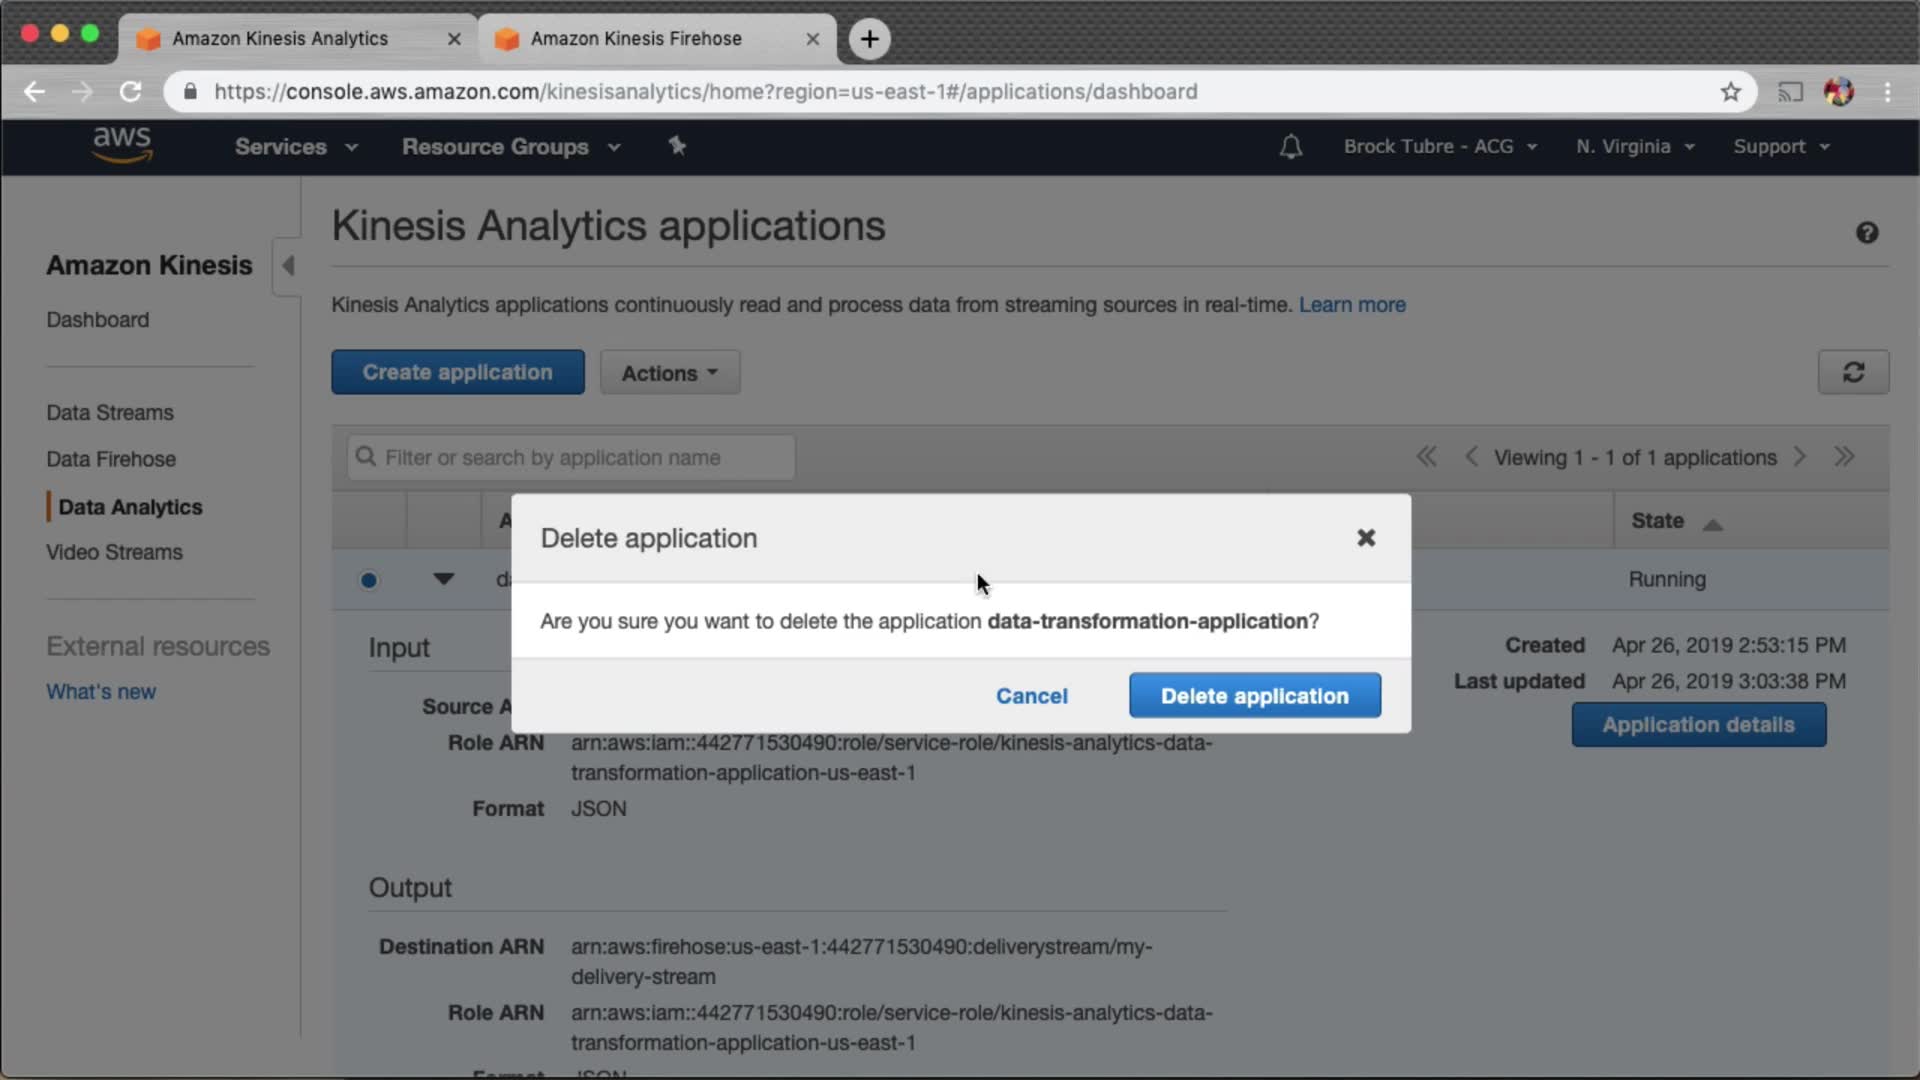 Amazon Kinesis Analytics
Amazon Kinesis Firehose
https://console.aws.amazon.com/kinesisanalytics/home?region=us-east-1#/applications/dashboard
aws
Services
Resource Groups
Brock Tubre - ACG
N. Virginia
Support
Amazon Kinesis
Dashboard
Data Streams
Data Firehose
Data Analytics
Video Streams
External resources
What's new
Kinesis Analytics applications
Kinesis Analytics applications continuously read and process data from streaming sources in real-time. Learn more
Create application
Actions
Filter or search by application name
Viewing 1 - 1 of 1 applications
State
Running
Delete application
Are you sure you want to delete the application data-transformation-application?
Cancel
Delete application
Input
Source A
Role ARN arn:aws:iam::442771530490:role/service-role/kinesis-analytics-data-
transformation-application-us-east-1
Format JSON
Created Apr 26, 2019 2:53:15 PM
Last updated Apr 26, 2019 3:03:38 PM
Application details
Output
Destination ARN arn:aws:firehose:us-east-1:442771530490:deliverystream/my-
delivery-stream
Role ARN arn:aws:iam::442771530490:role/service-role/kinesis-analytics-data-
transformation-application-us-east-1
Format JSON